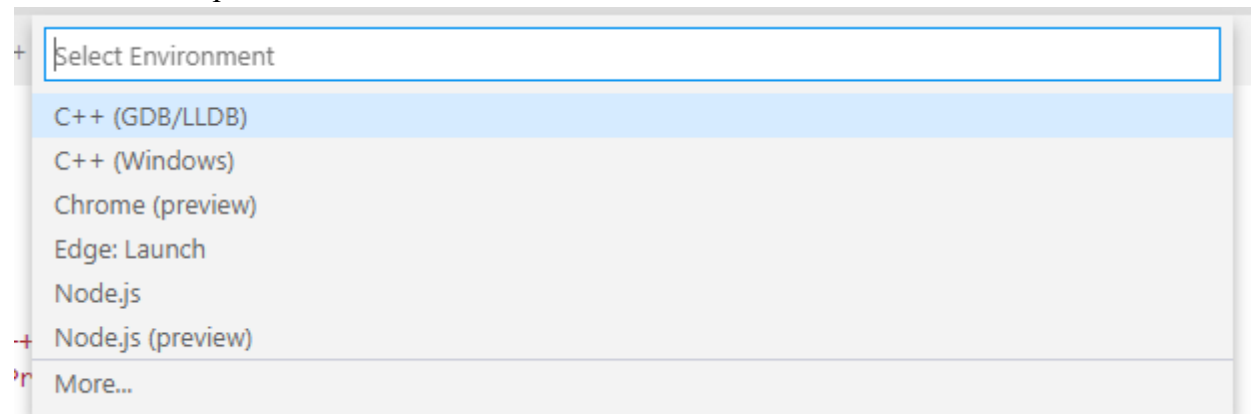 Select Environment
C++ (GDB/LLDB)
C++ (Windows)
Chrome (preview)
Edge: Launch
Node.js
Node.js (preview)
More...